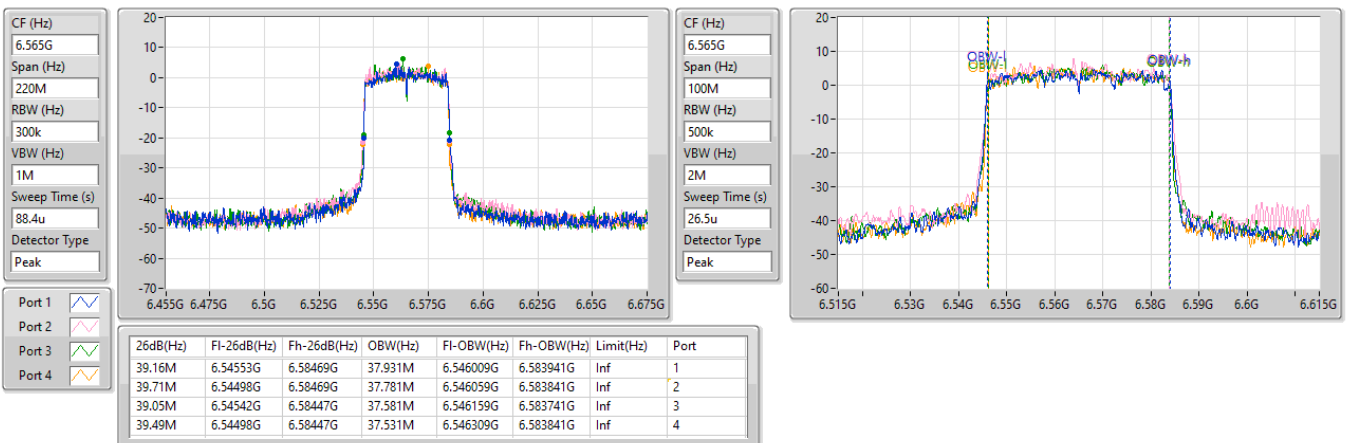 CF (Hz)
6.565G
Span (Hz)
220M
RBW (Hz)
300k
VBW (Hz)
1M
Sweep Time (s)
88.4u
Detector Type
Peak
20
10
0
-10
-20
-30
-40
-50
-60
-70
6.455G 6.475G 6.5G 6.525G 6.55G 6.575G 6.6G 6.625G 6.65G 6.675G
CF (Hz)
6.565G
Span (Hz)
100M
RBW (Hz)
500k
VBW (Hz)
2M
Sweep Time (s)
26.5u
Detector Type
Peak
20
10
0
-10
-20
-30
-40
-50
-60
OBW-l
OBW-l
OBW-h
6.515G 6.53G 6.54G 6.55G 6.56G 6.57G 6.58G 6.59G 6.6G 6.615G
Port 1
Port 2
Port 3
Port 4
26dB(Hz) Fl-26dB(Hz) Fh-26dB(Hz) OBW(Hz) Fl-OBW(Hz) Fh-OBW(Hz) Limit(Hz) Port
39.16M 6.54553G 6.58469G 37.931M 6.546009G 6.583941G Inf 1
39.71M 6.54498G 6.58469G 37.781M 6.546059G 6.583841G Inf 2
39.05M 6.54542G 6.58447G 37.581M 6.546159G 6.583741G Inf 3
39.49M 6.54498G 6.58447G 37.531M 6.546309G 6.583841G Inf 4